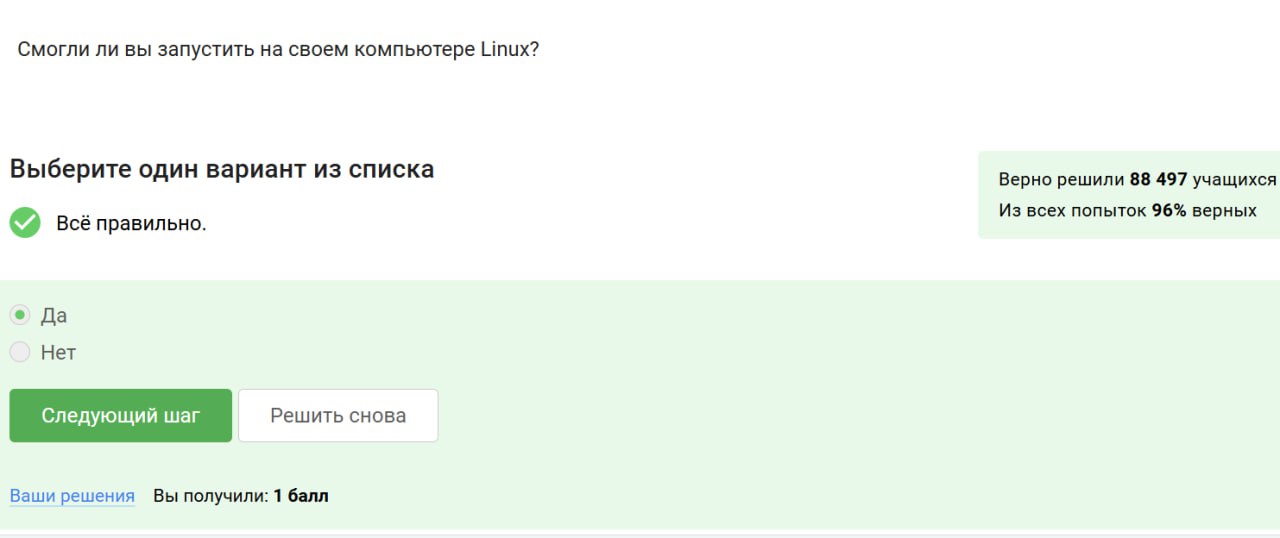 Смогли ли вы запустить на своем компьютере Linux?
Выберите один вариант из списка
Всё правильно.
Верно решили 88 497 учащихся
Из всех попыток 96% верных
Да
Нет
Следующий шаг
Решить снова
Ваши решения Вы получили: 1 балл